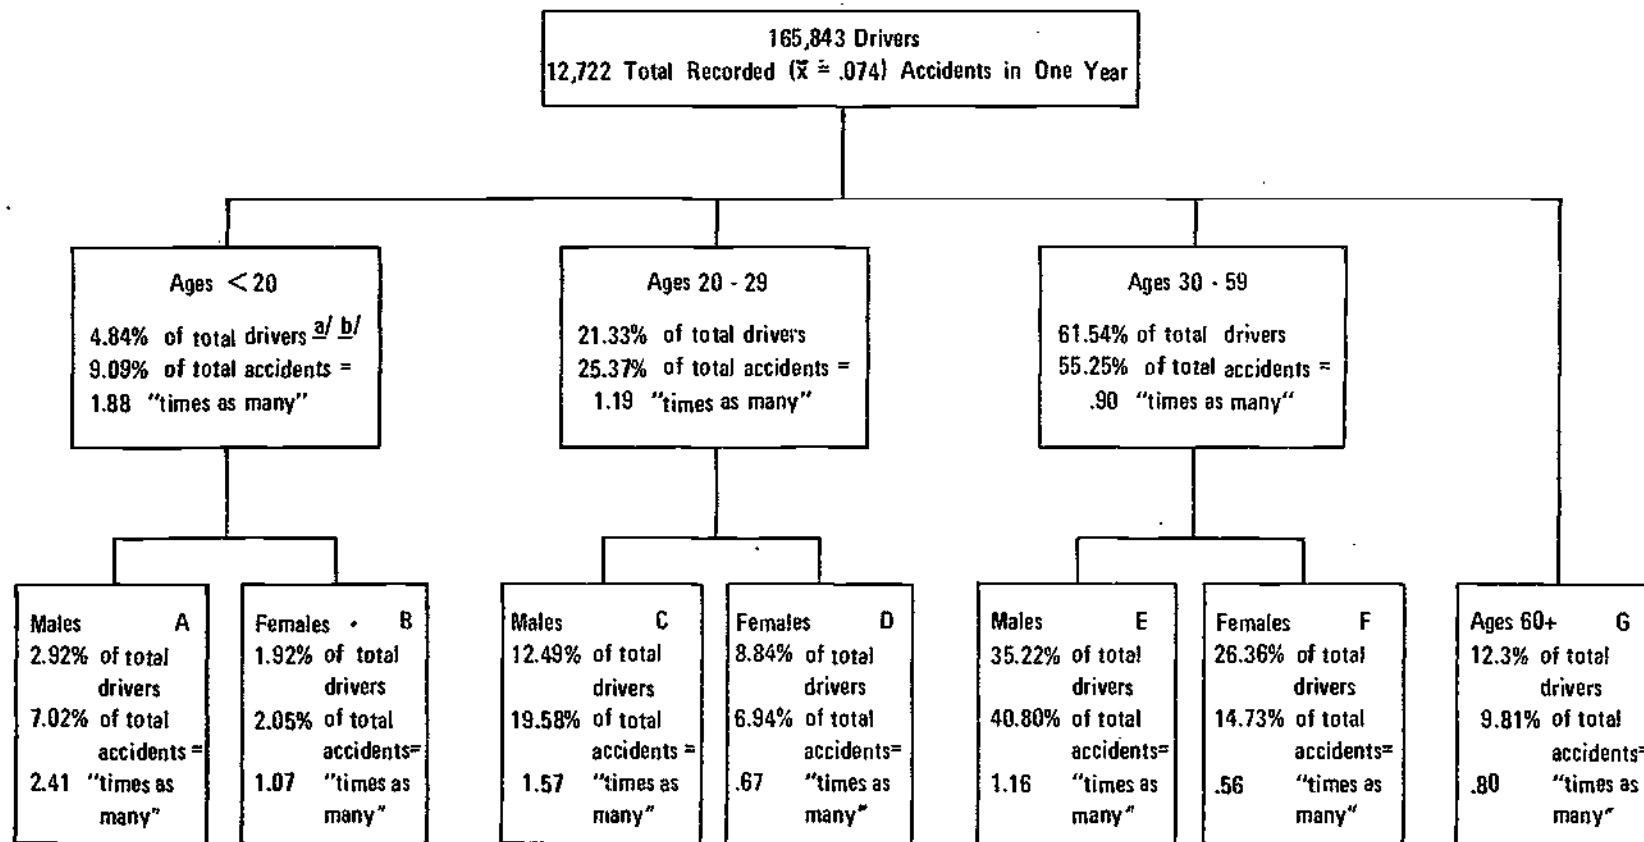 165,843 Drivers
12,722 Total Recorded (x̄ ≐ .074) Accidents in One Year
Ages <20
4.84% of total drivers a/ b/
9.09% of total accidents =
1.88 "times as many"
Ages 20 - 29
21.33% of total drivers
25.37% of total accidents =
1.19 "times as many"
Ages 30 - 59
61.54% of total drivers
55.25% of total accidents =
.90 "times as many"
Males A
2.92% of total
drivers
7.02% of total
accidents =
2.41 "times as
many"
Females B
1.92% of total
drivers
2.05% of total
accidents=
1.07 "times as
many"
Males C
12.49% of total
drivers
19.58% of total
accidents =
1.57 "times as
many"
Females D
8.84% of total
drivers
6.94% of total
accidents=
.67 "times as
many"
Males E
35.22% of total
drivers
40.80% of total
accidents=
1.16 "times as
many"
Females F
26.36% of total
drivers
14.73% of total
accidents=
.56 "times as
many"
Ages 60+ G
12.3% of total
drivers
9.81% of total
accidents=
.80 "times as
many"